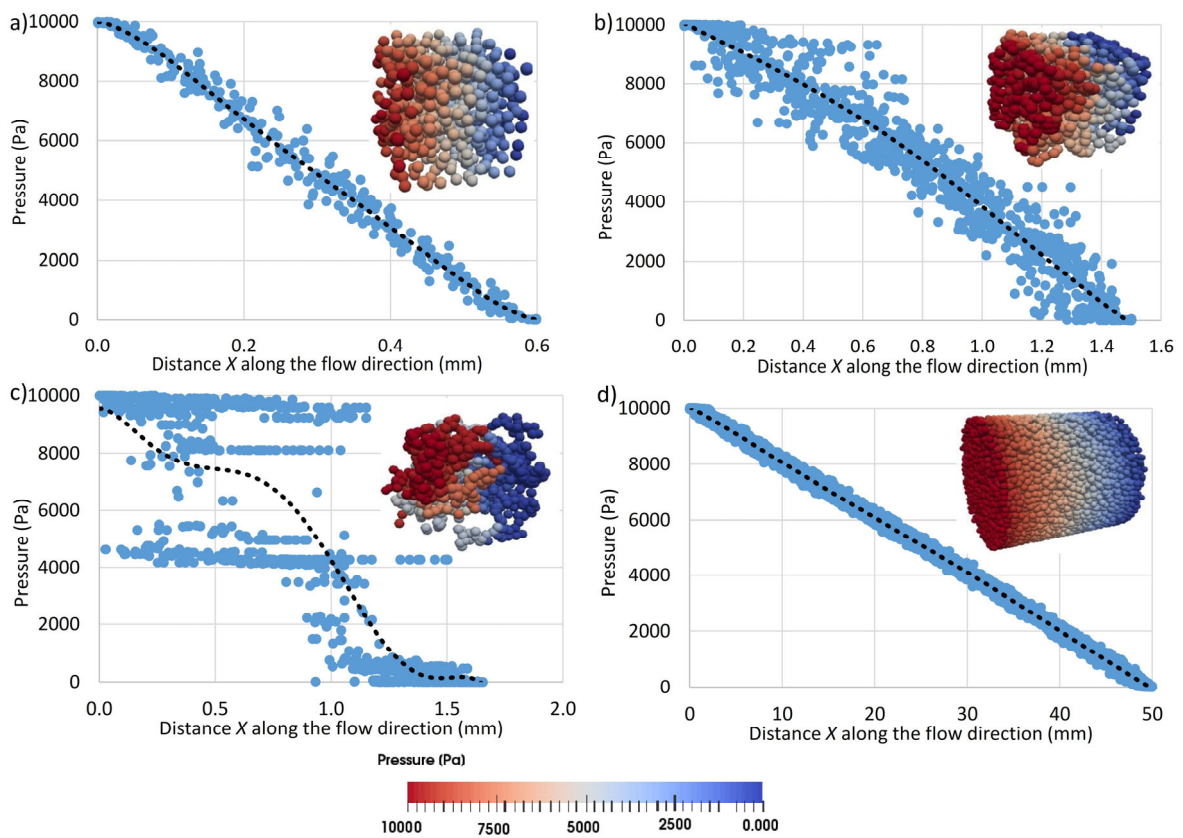 a)
10000
8000
6000
4000
2000
0
Pressure (Pa)
0.0 0.2 0.4 0.6
Distance X along the flow direction (mm)
b)
10000
8000
6000
4000
2000
0
Pressure (Pa)
0.0 0.2 0.4 0.6 0.8 1.0 1.2 1.4 1.6
Distance X along the flow direction (mm)
c)
10000
8000
6000
4000
2000
0
Pressure (Pa)
0.0 0.5 1.0 1.5 2.0
Distance X along the flow direction (mm)
d)
10000
8000
6000
4000
2000
0
Pressure (Pa)
0 10 20 30 40 50
Distance X along the flow direction (mm)
Pressure (Pa)
10000 7500 5000 2500 0.000